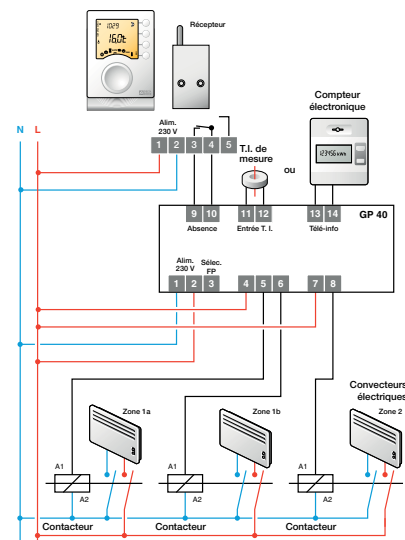 1029
16.0t
Récepteur
Compteur
électronique
123456 kWh
N L
Alim.
230 V
1 2 3 4 5
T.I. de
mesure
ou
9 10 11 12 13 14
GP 40
Absence
Entrée T. I.
Télé-info
Alim.
230 V
Sélec.
FP
1 2 3 4 5 6 7 8
Convecteurs
électriques
Zone 1a
Zone 1b
Zone 2
A1
A1
A1
A2
A2
A2
Contacteur
Contacteur
Contacteur